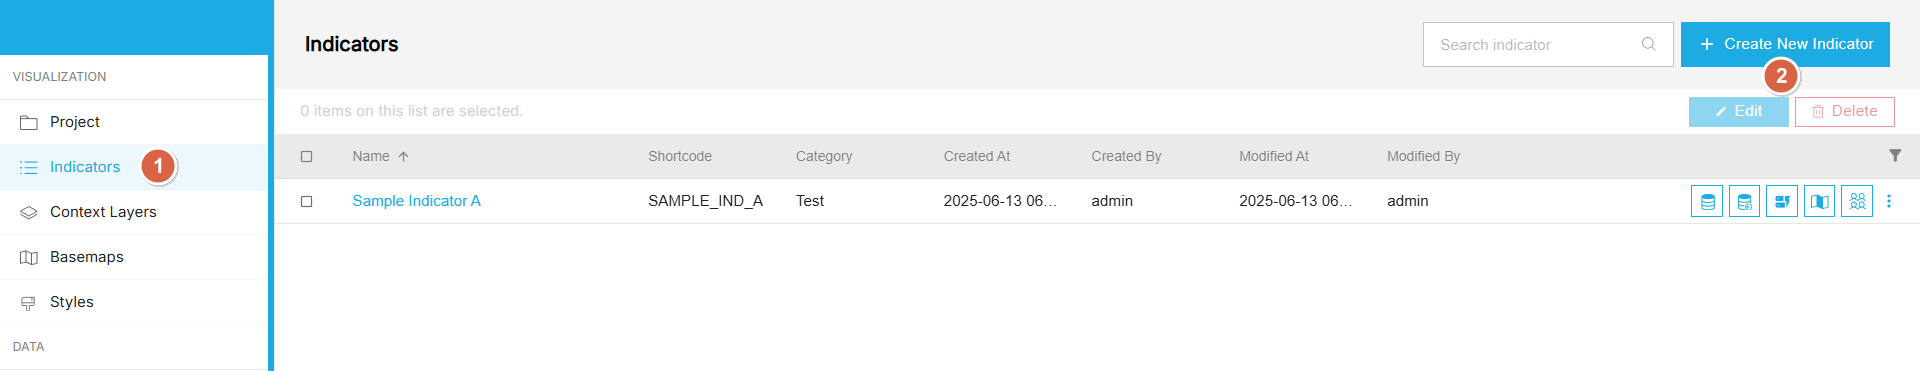 VISUALIZATION
Project
Indicators
1
Context Layers
Basemaps
Styles
DATA
Indicators
Search indicator
Create New Indicator
2
0 items on this list are selected.
Edit
Delete
Name Shortcode Category Created At Created By Modified At Modified By
Sample Indicator A SAMPLE_IND_A Test 2025-06-13 06... admin 2025-06-13 06... admin